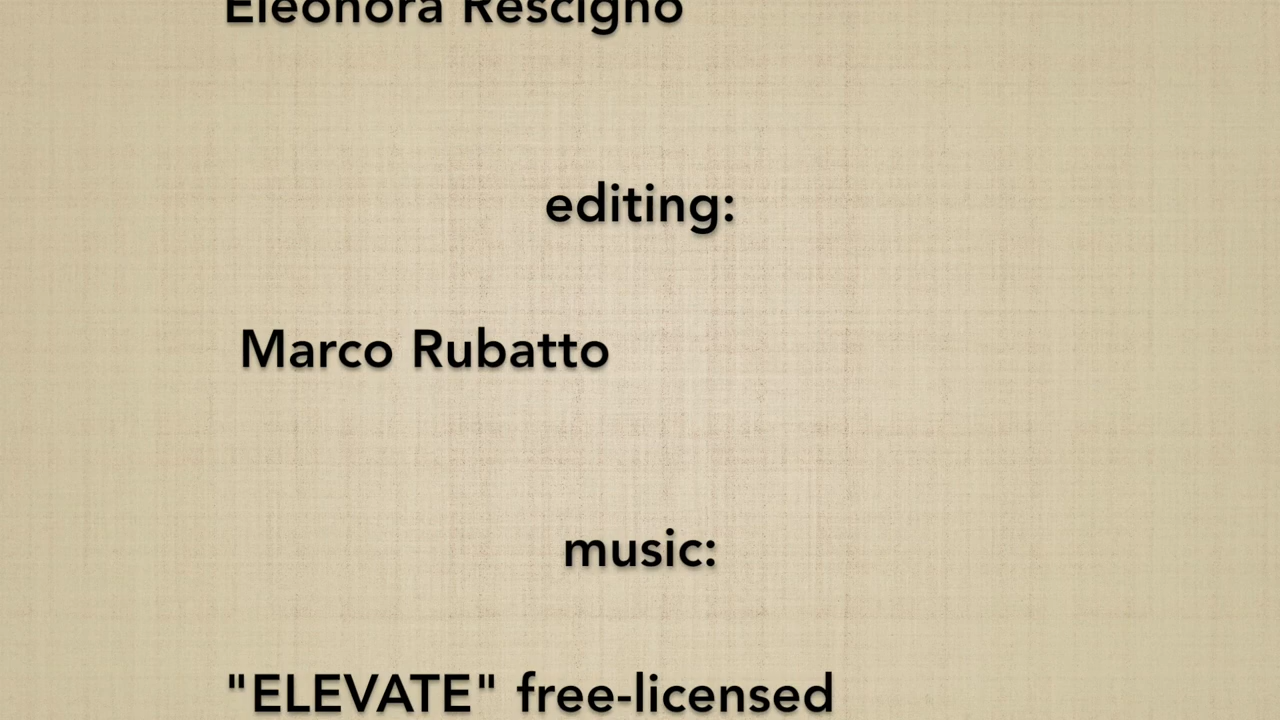 Eleonora Rescigno
editing:
Marco Rubatto
music:
"ELEVATE" free-licensed